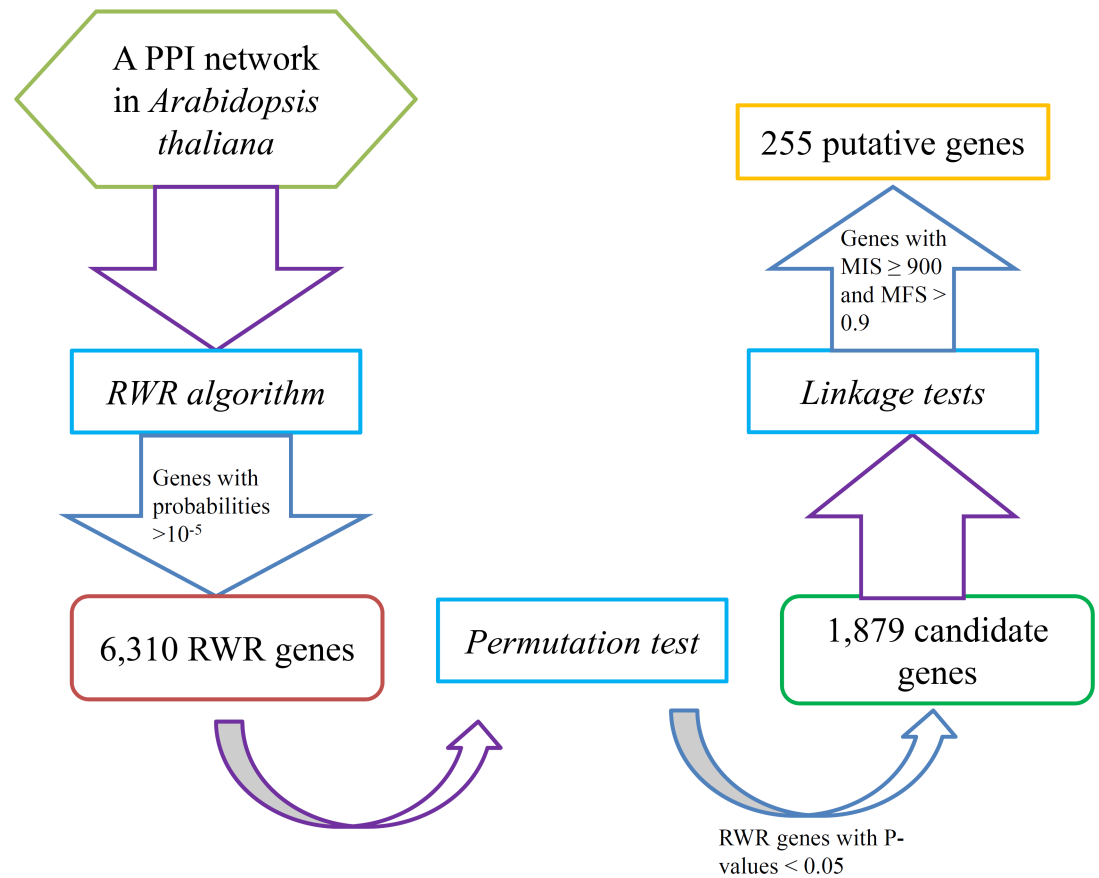 A PPI network
in Arabidopsis
thaliana
RWR algorithm
Genes with
probabilities
>10⁻⁵
6,310 RWR genes
Permutation test
RWR genes with P-
values < 0.05
1,879 candidate
genes
Linkage tests
Genes with
MIS ≥ 900
and MFS >
0.9
255 putative genes